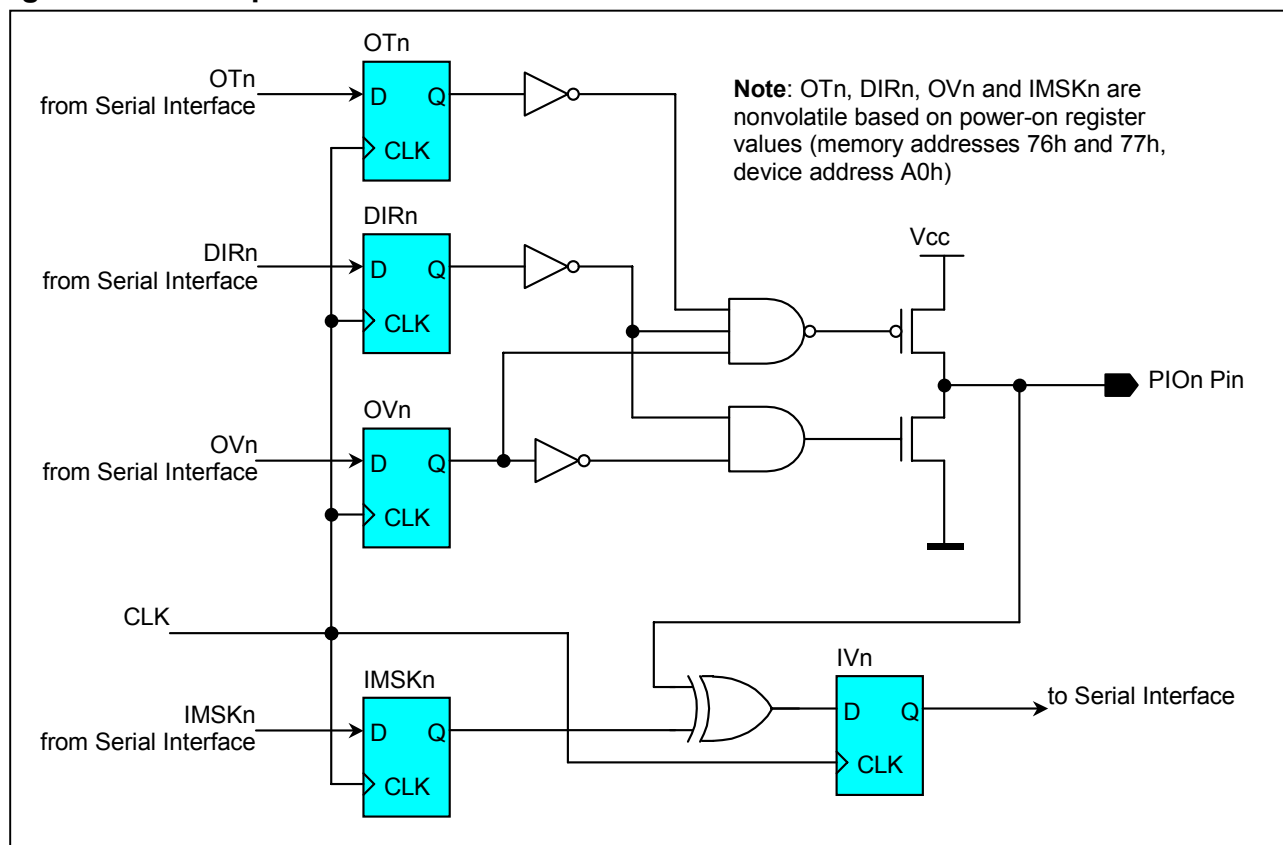 OTn
OTn
from Serial Interface
D Q
CLK
Note: OTn, DIRn, OVn and IMSKn are
nonvolatile based on power-on register
values (memory addresses 76h and 77h,
device address A0h)
DIRn
DIRn
from Serial Interface
D Q
CLK
Vcc
PIOn Pin
OVn
OVn
from Serial Interface
D Q
CLK
CLK
IMSKn
IMSKn
from Serial Interface
D Q
CLK
IVn
D Q
CLK
to Serial Interface